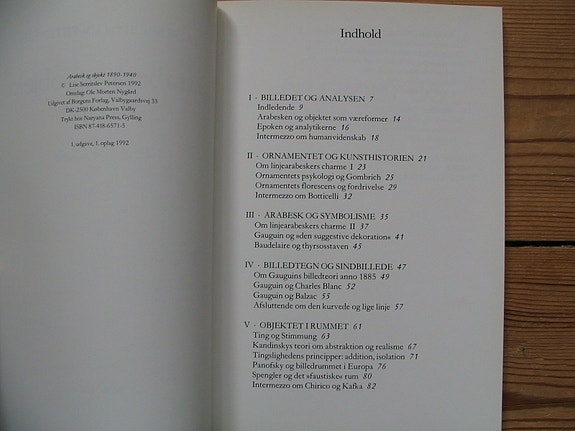 Arabesk og objekt 1890-1940
© Lise Serritslev Petersen 1992
Omslag: Ole Morten Nygård
Udgivet af Borgens Forlag, Valbygaardsvej 33
DK-2500 København Valby
Trykt hos Narayana Press, Gylling
ISBN 87-418-6571-5
1. udgave, 1. oplag 1992
Indhold
I · BILLEDET OG ANALYSEN 7
Indledende 9
Arabesken og objektet som væreformer 14
Epoken og analytikerne 16
Intermezzo om humanvidenskab 18
II · ORNAMENTET OG KUNSTHISTORIEN 21
Om linjearabeskers charme I 23
Ornamentets psykologi og Gombrich 25
Ornamentets florescens og fordrivelse 29
Intermezzo om Botticelli 32
III · ARABESK OG SYMBOLISME 35
Om linjearabeskers charme II 37
Gauguin og »den suggestive dekoration« 41
Baudelaire og thyrsosstaven 45
IV · BILLEDTEGN OG SINDBILLEDE 47
Om Gauguins billedteori anno 1885 49
Gauguin og Charles Blanc 52
Gauguin og Balzac 55
Afsluttende om den kurvede og lige linje 57
V · OBJEKTET I RUMMET 61
Ting og Stimmung 63
Kandinskys teori om abstraktion og realisme 67
Tingslighedens principper: addition, isolation 71
Panofsky og billedrummet i Europa 76
Spengler og det »faustiske« rum 80
Intermezzo om Chirico og Kafka 82